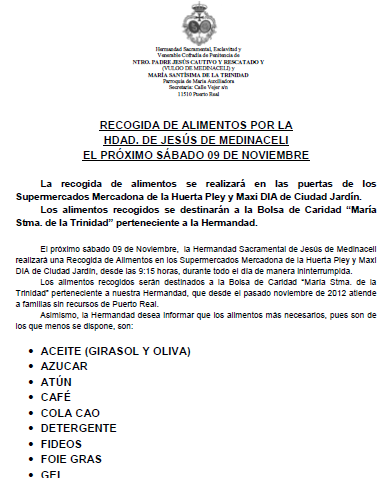 Hermandad Sacramental, Esclavitud y
Venerable Cofradía de Penitencia de
NTRO. PADRE JESÚS CAUTIVO Y RESCATADO Y
(VULGO DE MEDINACELI) y
MARÍA SANTÍSIMA DE LA TRINIDAD
Parroquia de María Auxiliadora
Secretaría: Calle Vejer s/n
11510 Puerto Real
RECOGIDA DE ALIMENTOS POR LA
HDAD. DE JESÚS DE MEDINACELI
EL PRÓXIMO SÁBADO 09 DE NOVIEMBRE
La recogida de alimentos se realizará en las puertas de los
Supermercados Mercadona de la Huerta Pley y Maxi DIA de Ciudad Jardín.
Los alimentos recogidos se destinarán a la Bolsa de Caridad “María
Stma. de la Trinidad” perteneciente a la Hermandad.
El próximo sábado 09 de Noviembre, la Hermandad Sacramental de Jesús de Medinaceli
realizará una Recogida de Alimentos en los Supermercados Mercadona de la Huerta Pley y Maxi
DIA de Ciudad Jardín, desde las 9:15 horas, durante todo el día de manera ininterrumpida.
Los alimentos recogidos serán destinados a la Bolsa de Caridad “María Stma. de la
Trinidad” perteneciente a nuestra Hermandad, que desde el pasado noviembre de 2012 atiende
a familias sin recursos de Puerto Real.
Asimismo, la Hermandad desea informar que los alimentos más necesarios, pues son de
los que menos se dispone, son:
• ACEITE (GIRASOL Y OLIVA)
• AZUCAR
• ATÚN
• CAFÉ
• COLA CAO
• DETERGENTE
• FIDEOS
• FOIE GRAS
• GEL